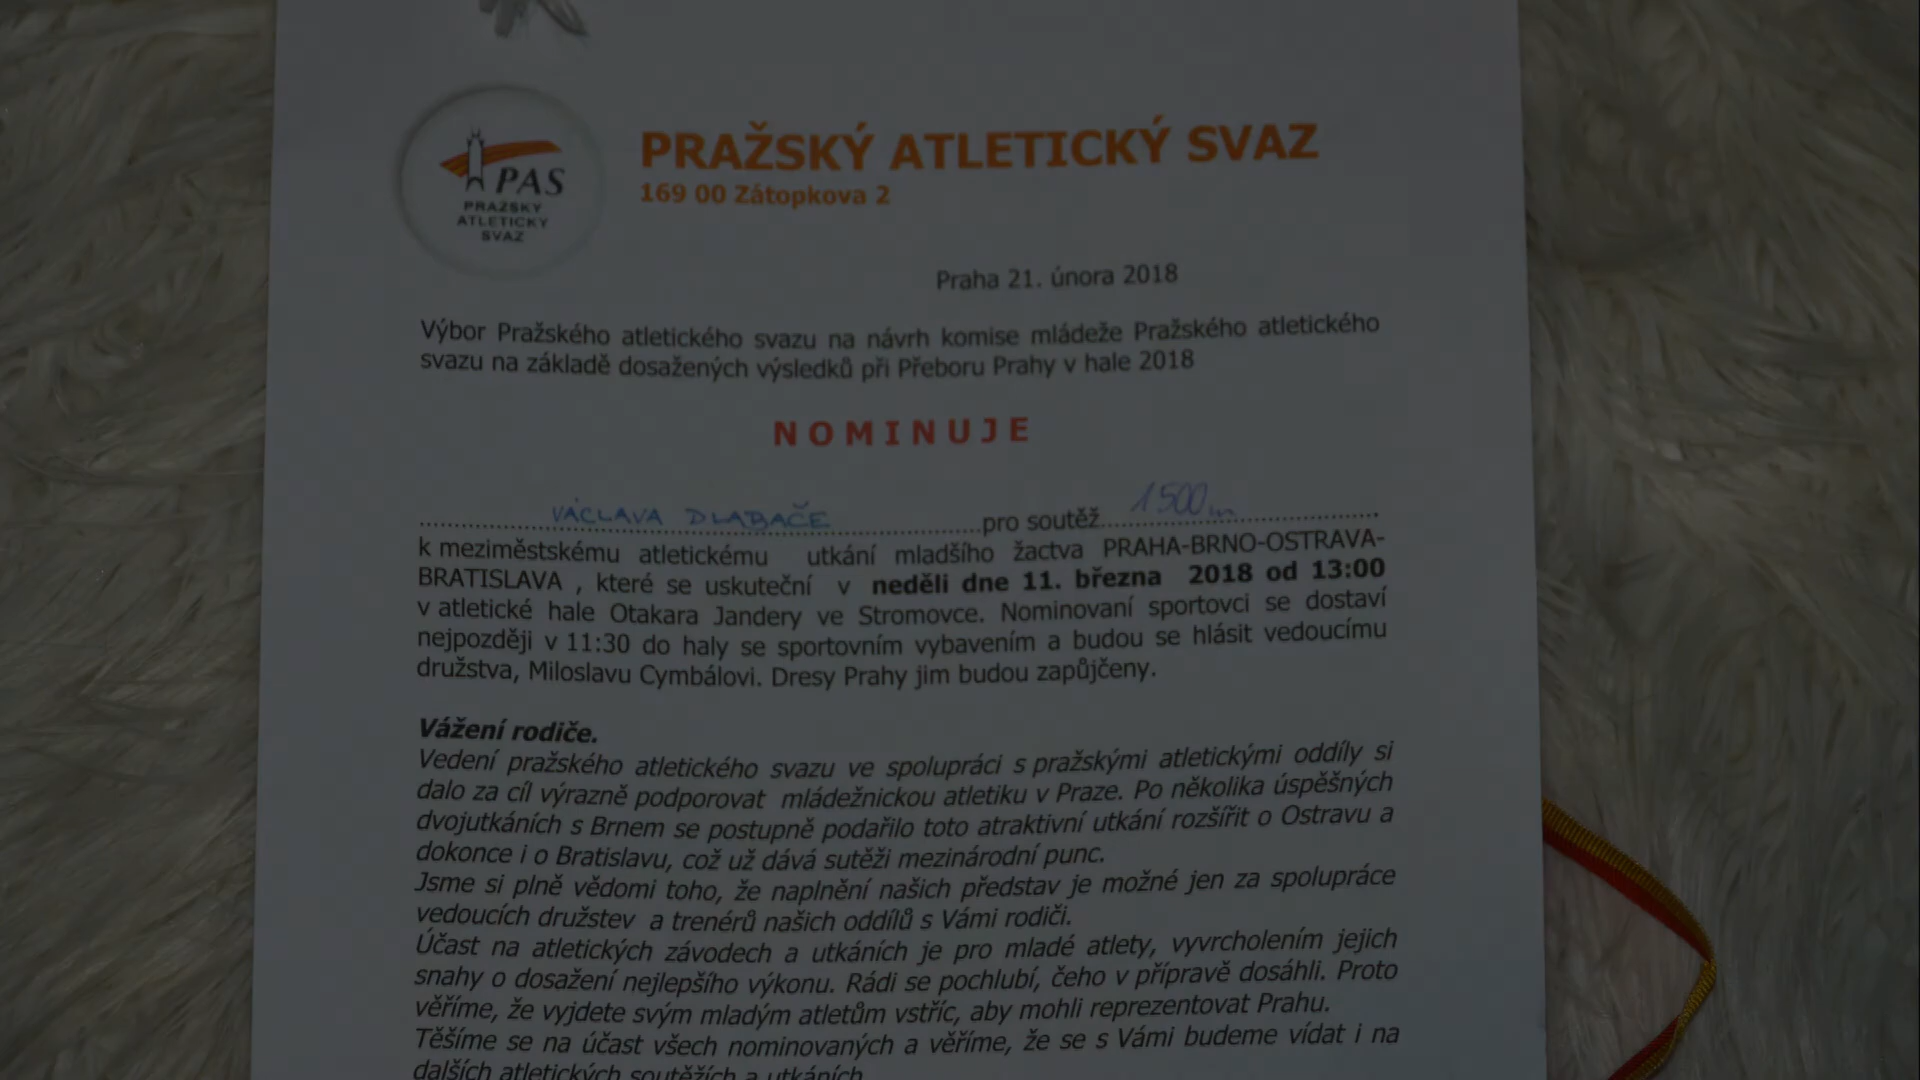 PAS
PRAŽSKÝ
ATLETICKÝ
SVAZ
PRAŽSKÝ ATLETICKÝ SVAZ
169 00 Zátopkova 2
Praha 21. února 2018
Výbor Pražského atletického svazu na návrh komise mládeže Pražského atletického
svazu na základě dosažených výsledků při Přeboru Prahy v hale 2018
NOMINUJE
VÁCLAVA DLABAČE pro soutěž 1500m
k meziměstskému atletickému utkání mladšího žactva PRAHA-BRNO-OSTRAVA-
BRATISLAVA , které se uskuteční v neděli dne 11. března 2018 od 13:00
v atletické hale Otakara Jandery ve Stromovce. Nominovaní sportovci se dostaví
nejpozději v 11:30 do haly se sportovním vybavením a budou se hlásit vedoucímu
družstva, Miloslavu Cymbálovi. Dresy Prahy jim budou zapůjčeny.
Vážení rodiče.
Vedení pražského atletického svazu ve spolupráci s pražskými atletickými oddíly si
dalo za cíl výrazně podporovat mládežnickou atletiku v Praze. Po několika úspěšných
dvojutkáních s Brnem se postupně podařilo toto atraktivní utkání rozšířit o Ostravu a
dokonce i o Bratislavu, což už dává sutěži mezinárodní punc.
Jsme si plně vědomi toho, že naplnění našich představ je možné jen za spolupráce
vedoucích družstev a trenérů našich oddílů s Vámi rodiči.
Účast na atletických závodech a utkáních je pro mladé atlety, vyvrcholením jejich
snahy o dosažení nejlepšího výkonu. Rádi se pochlubí, čeho v přípravě dosáhli. Proto
věříme, že vyjdete svým mladým atletům vstříc, aby mohli reprezentovat Prahu.
Těšíme se na účast všech nominovaných a věříme, že se s Vámi budeme vídat i na
dalších atletických soutěžích a utkáních.